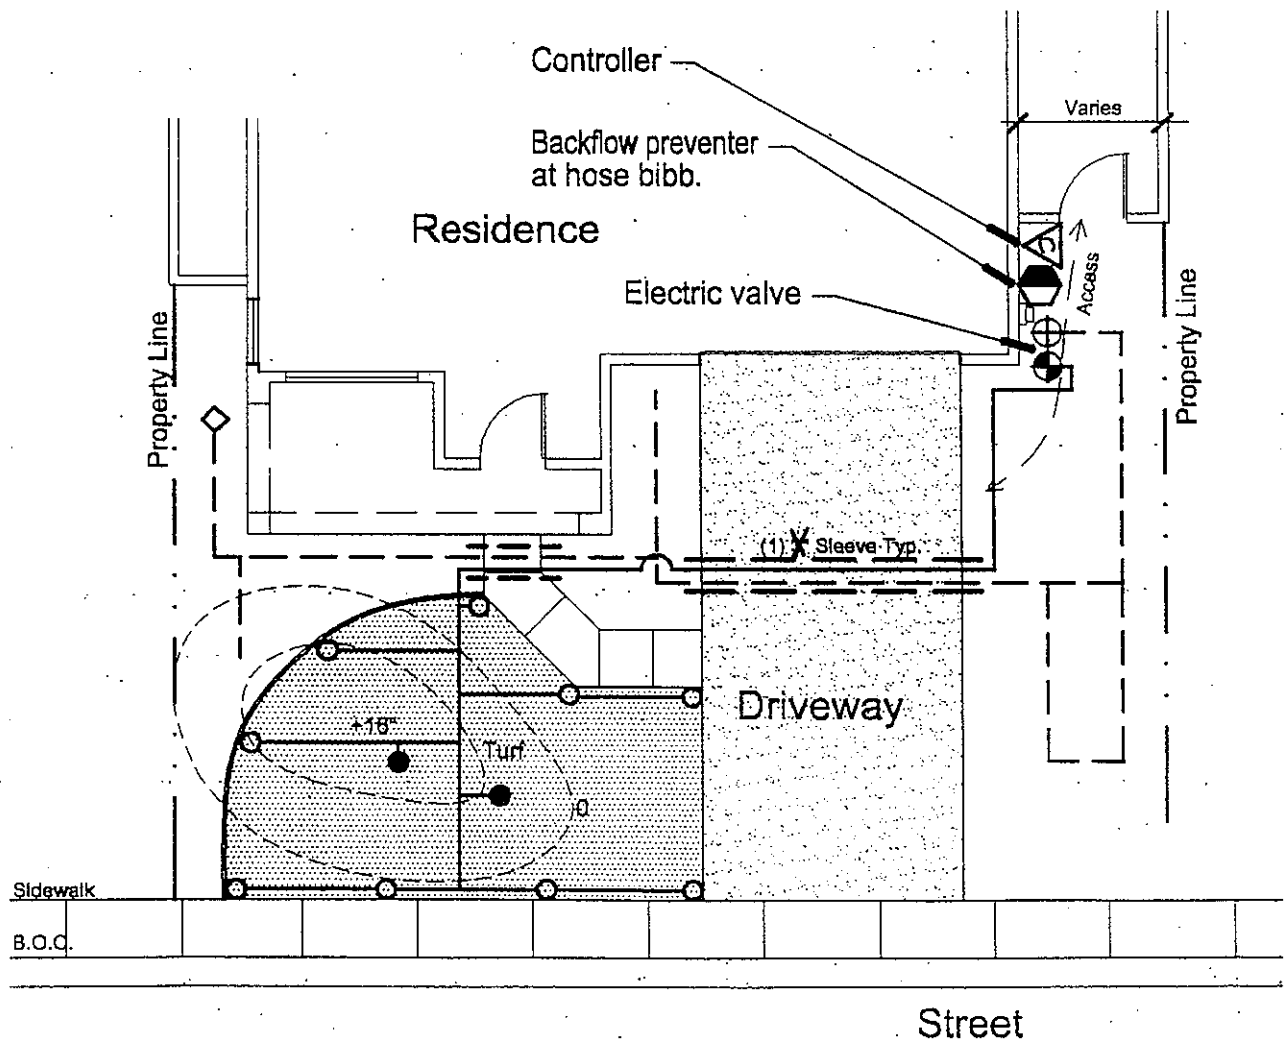 Controller
Varies
Backflow preventer
at hose bibb.
Residence
C
Access
Electric valve
Property Line
Property Line
(1) X Sleeve Typ.
Driveway
+16"
Turf
0
Sidewalk
B.O.C.
Street